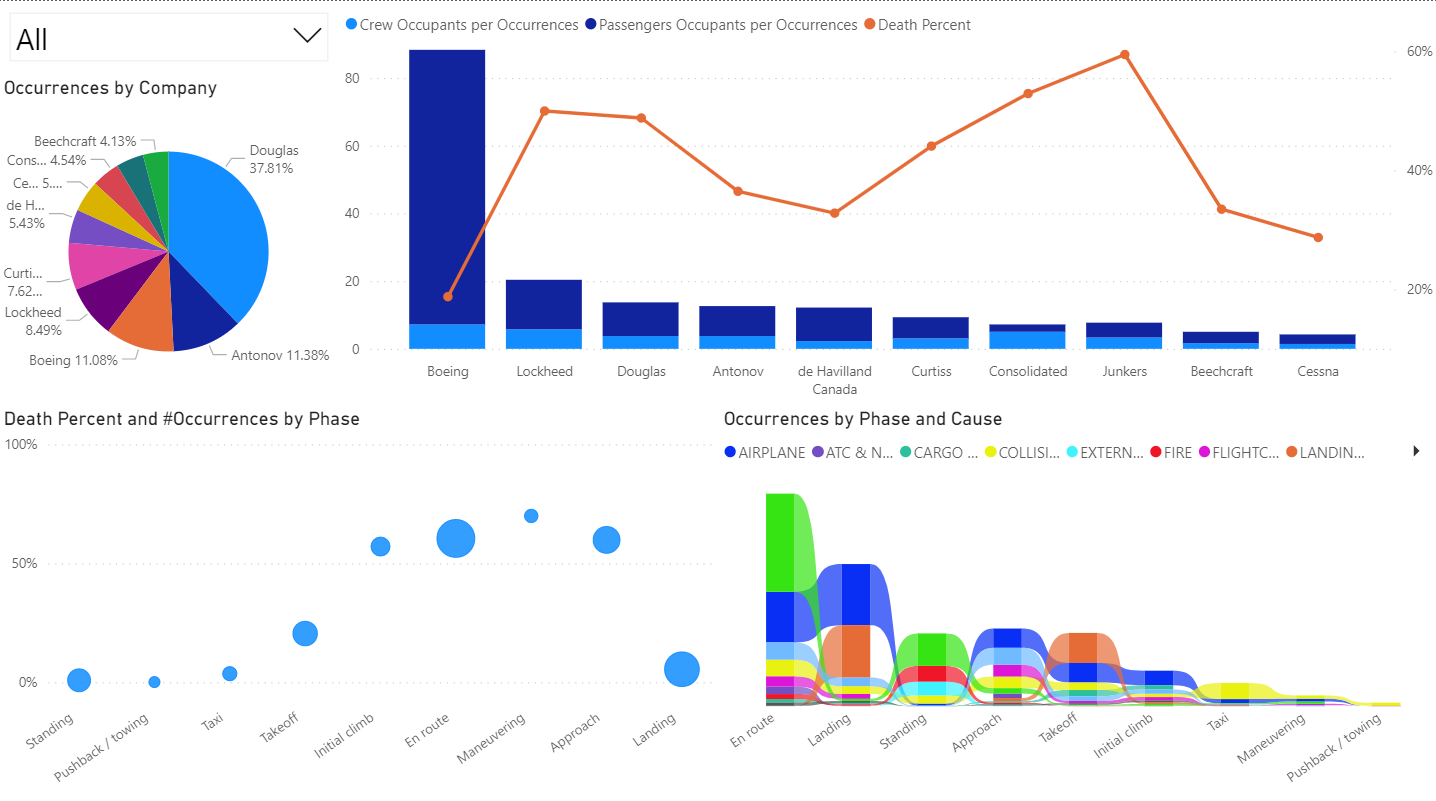 All
Crew Occupants per Occurrences Passengers Occupants per Occurrences Death Percent
Occurrences by Company
Beechcraft 4.13%
Cons... 4.54%
Ce... 5....
de H...
5.43%
Curti...
7.62...
Lockheed
8.49%
Boeing 11.08%
Antonov 11.38%
Douglas
37.81%
80
60
40
20
0
60%
40%
20%
Boeing
Lockheed
Douglas
Antonov
de Havilland
Canada
Curtiss
Consolidated
Junkers
Beechcraft
Cessna
Death Percent and #Occurrences by Phase
100%
50%
0%
Standing
Pushback / towing
Taxi
Takeoff
Initial climb
En route
Maneuvering
Approach
Landing
Occurrences by Phase and Cause
AIRPLANE ATC & N... CARGO ... COLLISI... EXTERN... FIRE FLIGHTC... LANDIN...
En route
Landing
Standing
Approach
Takeoff
Initial climb
Taxi
Maneuvering
Pushback / towing